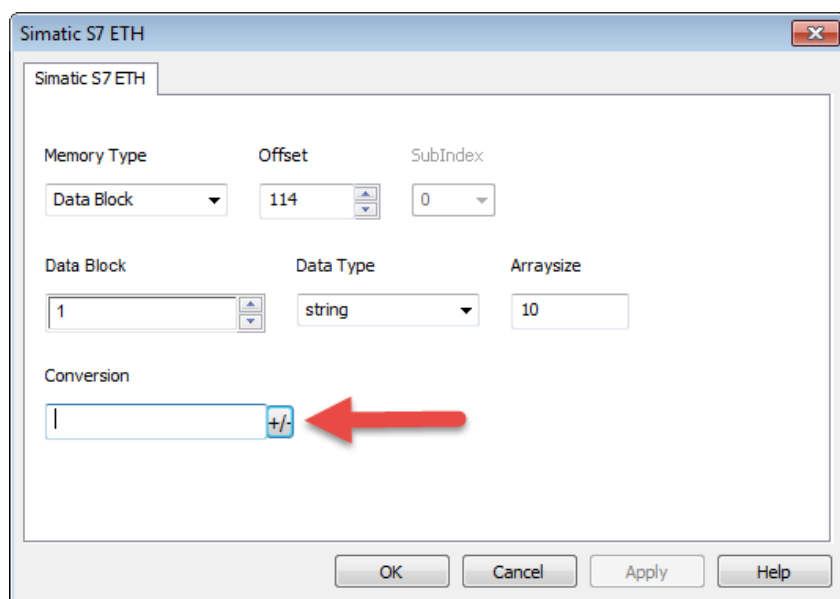 Simatic S7 ETH
Simatic S7 ETH
Memory Type Offset SubIndex
Data Block 114 0
Data Block Data Type Arraysize
1 string 10
Conversion
+/-
OK Cancel Apply Help